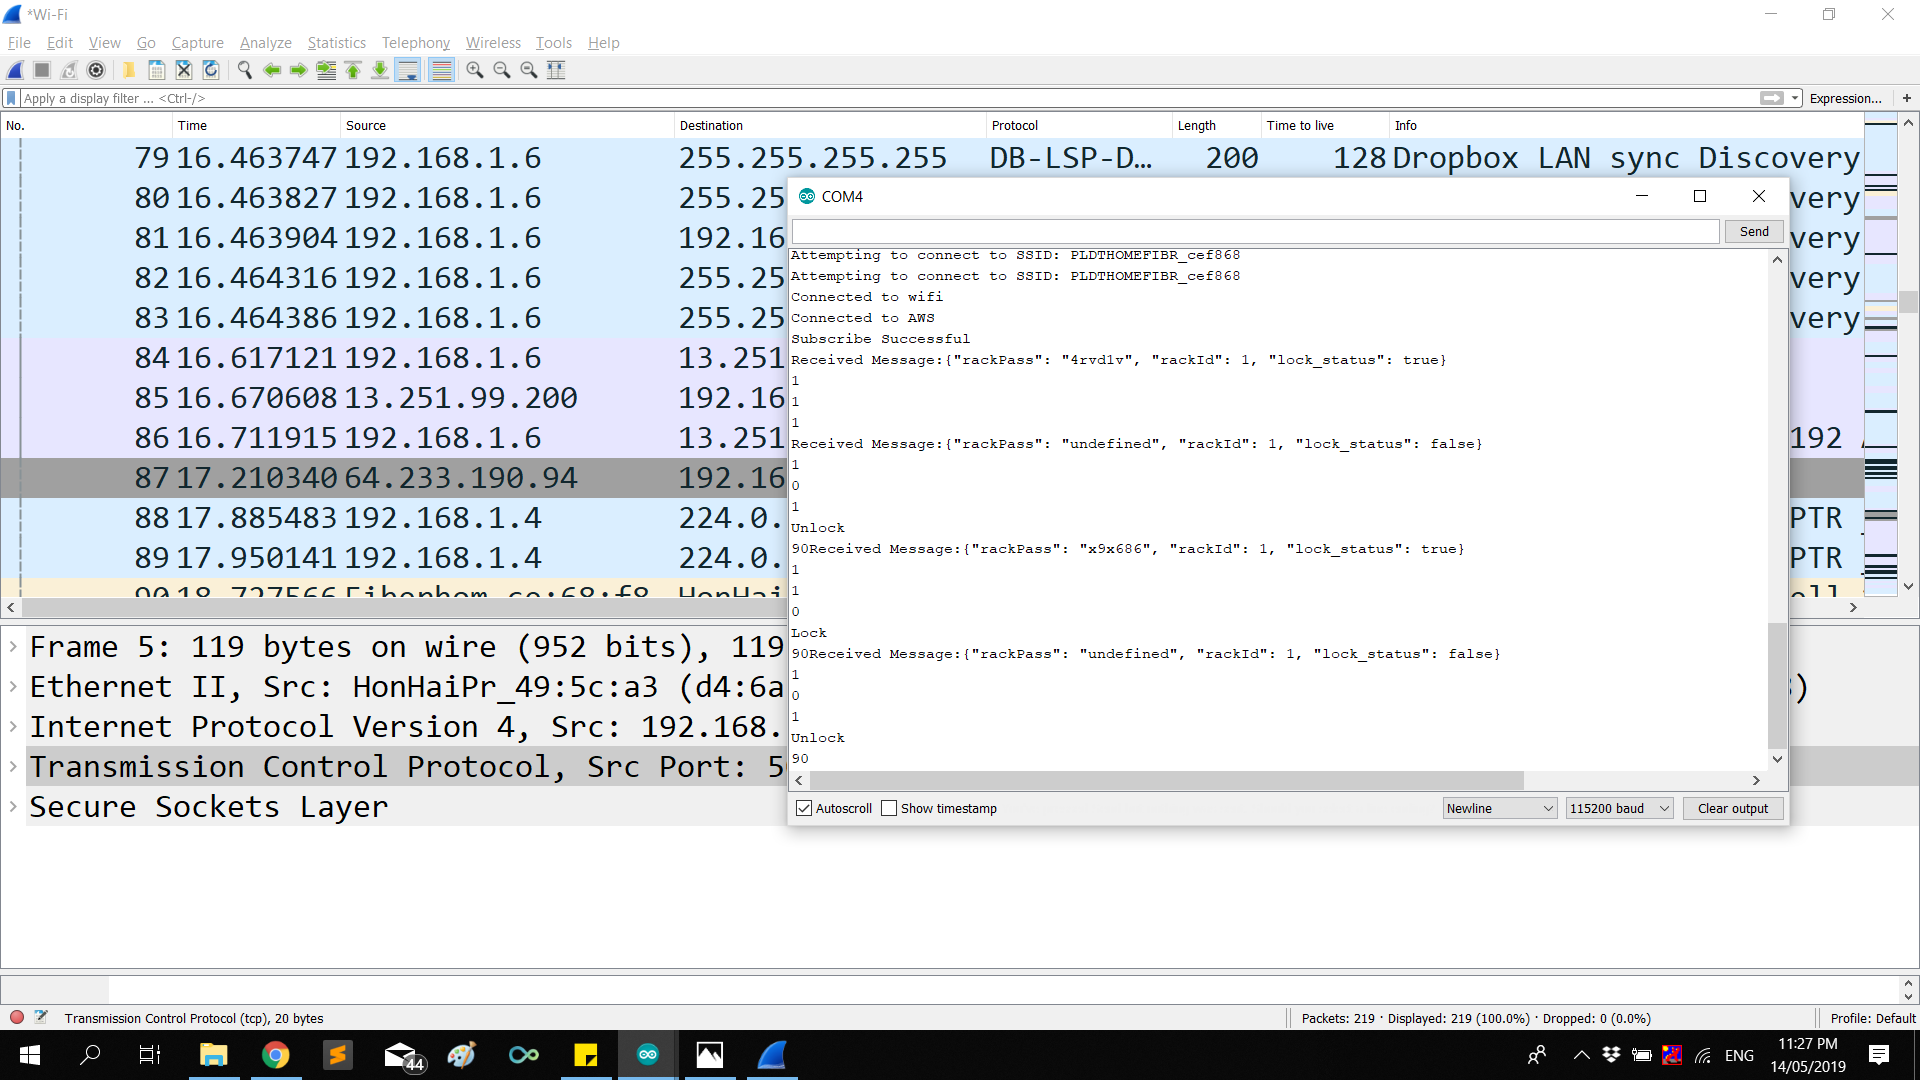 *Wi-Fi
File Edit View Go Capture Analyze Statistics Telephony Wireless Tools Help
Apply a display filter ... <Ctrl-/>
Expression...
+
No. Time Source Destination Protocol Length Time to live Info
79 16.463747 192.168.1.6 255.255.255.255 DB-LSP-D… 200 128 Dropbox LAN sync Discovery
80 16.463827 192.168.1.6 255.25 very
81 16.463904 192.168.1.6 192.16 very
82 16.464316 192.168.1.6 255.25 very
83 16.464386 192.168.1.6 255.25 very
84 16.617121 192.168.1.6 13.251
85 16.670608 13.251.99.200 192.16
86 16.711915 192.168.1.6 13.251 192
87 17.210340 64.233.190.94 192.16
88 17.885483 192.168.1.4 224.0. PTR
89 17.950141 192.168.1.4 224.0. PTR
90 18.727566 Fiberhom_ce:68:f8 HonHai
Frame 5: 119 bytes on wire (952 bits), 119
Ethernet II, Src: HonHaiPr_49:5c:a3 (d4:6a )
Internet Protocol Version 4, Src: 192.168.
Transmission Control Protocol, Src Port: 5
Secure Sockets Layer
COM4
Send
Attempting to connect to SSID: PLDTHOMEFIBR_cef868
Attempting to connect to SSID: PLDTHOMEFIBR_cef868
Connected to wifi
Connected to AWS
Subscribe Successful
Received Message:{"rackPass": "4rvd1v", "rackId": 1, "lock_status": true}
1
1
1
Received Message:{"rackPass": "undefined", "rackId": 1, "lock_status": false}
1
0
1
Unlock
90Received Message:{"rackPass": "x9x686", "rackId": 1, "lock_status": true}
1
1
0
Lock
90Received Message:{"rackPass": "undefined", "rackId": 1, "lock_status": false}
1
0
1
Unlock
90
Autoscroll Show timestamp Newline 115200 baud Clear output
Transmission Control Protocol (tcp), 20 bytes
Packets: 219 · Displayed: 219 (100.0%) · Dropped: 0 (0.0%)
Profile: Default
44
ENG
11:27 PM
14/05/2019